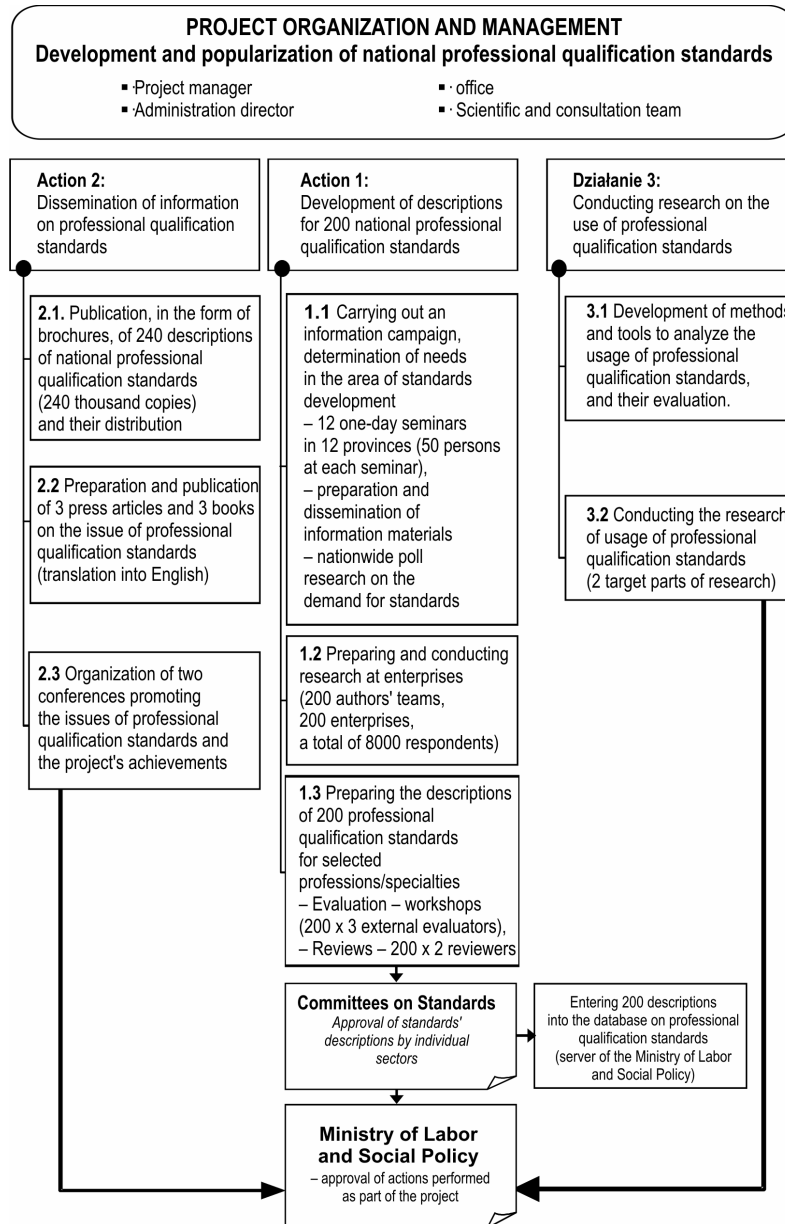 PROJECT ORGANIZATION AND MANAGEMENT
Development and popularization of national professional qualification standards
▪ ·Project manager
▪ ·Administration director
▪ · office
▪ · Scientific and consultation team
Action 2:
Dissemination of information
on professional qualification
standards
2.1. Publication, in the form of
brochures, of 240 descriptions
of national professional
qualification standards
(240 thousand copies)
and their distribution
2.2 Preparation and publication
of 3 press articles and 3 books
on the issue of professional
qualification standards
(translation into English)
2.3 Organization of two
conferences promoting
the issues of professional
qualification standards and
the project's achievements
Action 1:
Development of descriptions
for 200 national professional
qualification standards
1.1 Carrying out an
information campaign,
determination of needs
in the area of standards
development
– 12 one-day seminars
in 12 provinces (50 persons
at each seminar),
– preparation and
dissemination of
information materials
– nationwide poll
research on the
demand for standards
1.2 Preparing and conducting
research at enterprises
(200 authors' teams,
200 enterprises,
a total of 8000 respondents)
1.3 Preparing the descriptions
of 200 professional
qualification standards
for selected
professions/specialties
– Evaluation – workshops
(200 x 3 external evaluators),
– Reviews – 200 x 2 reviewers
Działanie 3:
Conducting research on the
use of professional
qualification standards
3.1 Development of methods
and tools to analyze the
usage of professional
qualification standards,
and their evaluation.
3.2 Conducting the research
of usage of professional
qualification standards
(2 target parts of research)
Committees on Standards
Approval of standards'
descriptions by individual
sectors
Entering 200 descriptions
into the database on professional
qualification standards
(server of the Ministry of Labor
and Social Policy)
Ministry of Labor
and Social Policy
– approval of actions performed
as part of the project